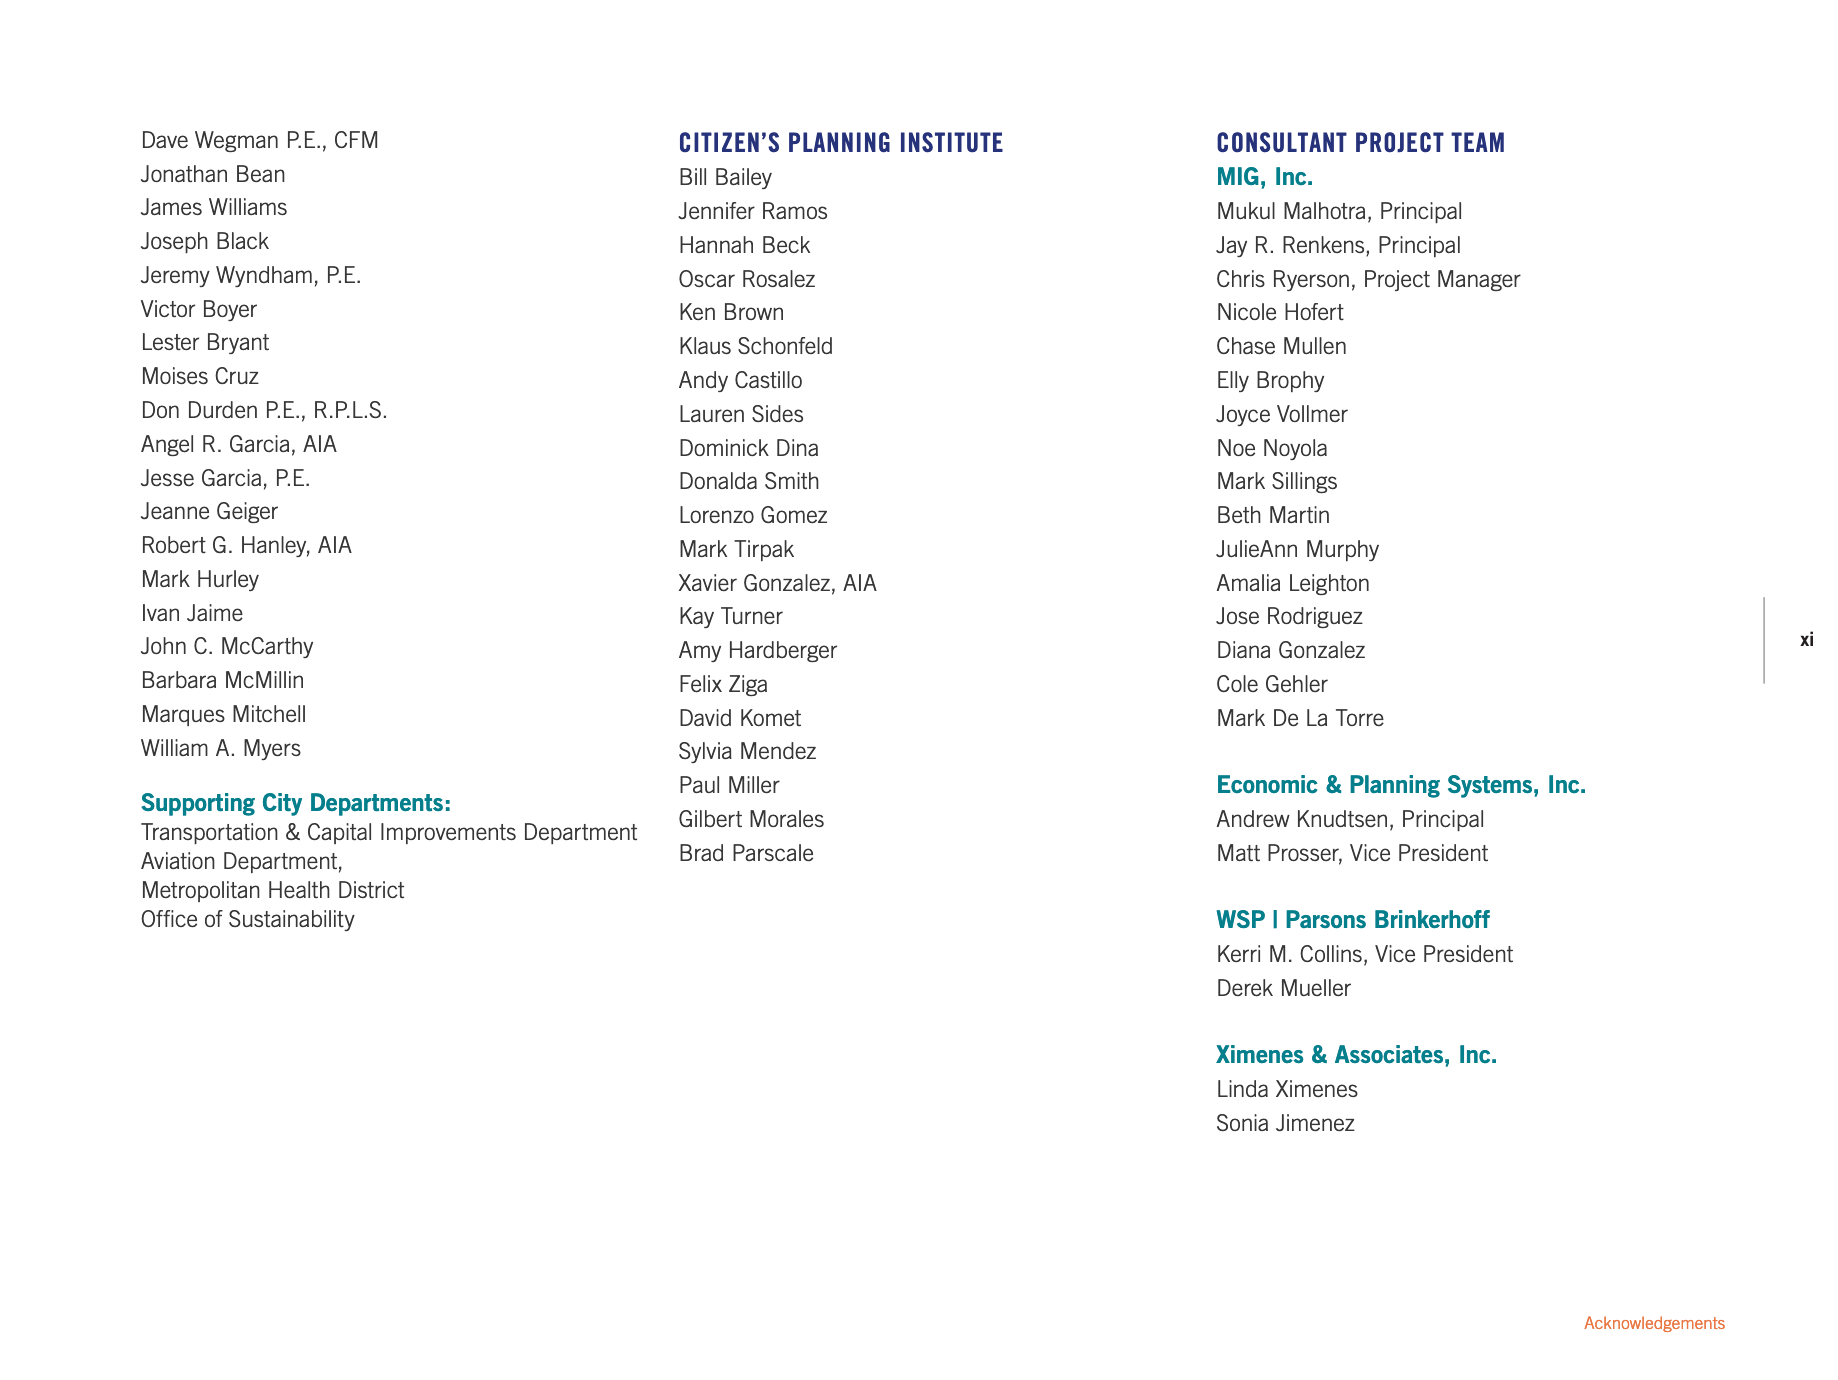 Dave Wegman P.E., CFM
Jonathan Bean
James Williams
Joseph Black
Jeremy Wyndham, P.E.
Victor Boyer
Lester Bryant
Moises Cruz
Don Durden P.E., R.P.L.S.
Angel R. Garcia, AIA
Jesse Garcia, P.E.
Jeanne Geiger
Robert G. Hanley, AIA
Mark Hurley
Ivan Jaime
John C. McCarthy
Barbara McMillin
Marques Mitchell
William A. Myers
Supporting City Departments:
Transportation & Capital Improvements Department
Aviation Department,
Metropolitan Health District
Office of Sustainability
CITIZEN’S PLANNING INSTITUTE
Bill Bailey
Jennifer Ramos
Hannah Beck
Oscar Rosalez
Ken Brown
Klaus Schonfeld
Andy Castillo
Lauren Sides
Dominick Dina
Donalda Smith
Lorenzo Gomez
Mark Tirpak
Xavier Gonzalez, AIA
Kay Turner
Amy Hardberger
Felix Ziga
David Komet
Sylvia Mendez
Paul Miller
Gilbert Morales
Brad Parscale
CONSULTANT PROJECT TEAM
MIG, Inc.
Mukul Malhotra, Principal
Jay R. Renkens, Principal
Chris Ryerson, Project Manager
Nicole Hofert
Chase Mullen
Elly Brophy
Joyce Vollmer
Noe Noyola
Mark Sillings
Beth Martin
JulieAnn Murphy
Amalia Leighton
Jose Rodriguez
Diana Gonzalez
Cole Gehler
Mark De La Torre
Economic & Planning Systems, Inc.
Andrew Knudtsen, Principal
Matt Prosser, Vice President
WSP | Parsons Brinkerhoff
Kerri M. Collins, Vice President
Derek Mueller
Ximenes & Associates, Inc.
Linda Ximenes
Sonia Jimenez
xi
Acknowledgements